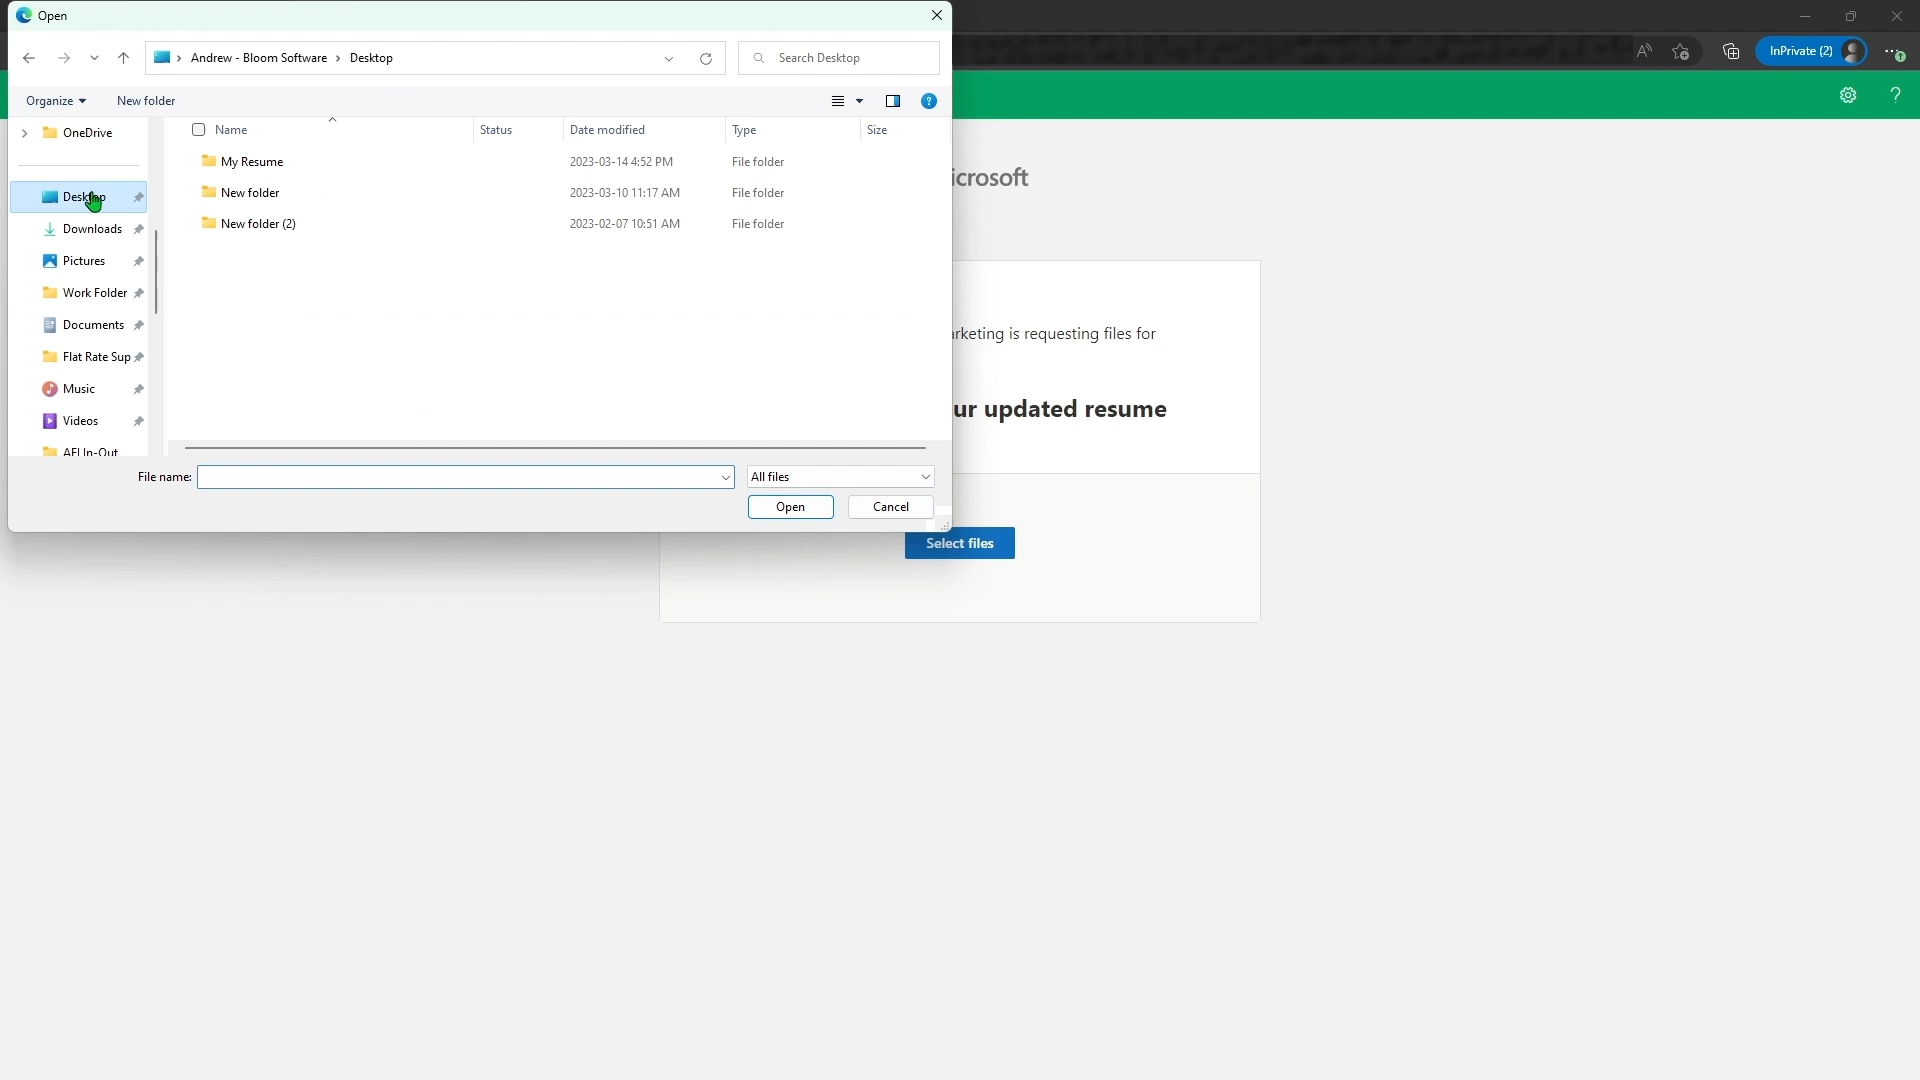 Open
InPrivate (2)
Andrew - Bloom Software > Desktop
Search Desktop
Organize
New folder
OneDrive
Name
Status
Date modified
Type
Size
My Resume
2023-03-14 4:52 PM
File folder
New folder
2023-03-10 11:17 AM
File folder
New folder (2)
2023-02-07 10:51 AM
File folder
Desktop
Downloads
Pictures
Work Folder
Documents
Flat Rate Sup
Music
Videos
AFI In-Out
File name:
All files
Open
Cancel
icrosoft
rketing is requesting files for
ur updated resume
Select files